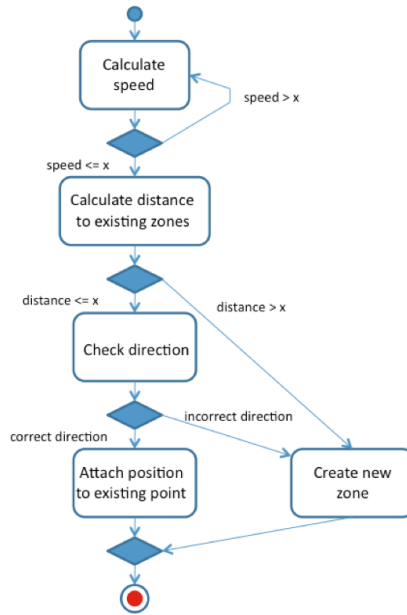 Calculate
speed
speed > x
speed <= x
Calculate distance
to existing zones
distance <= x
distance > x
Check direction
incorrect direction
correct direction
Attach position
to existing point
Create new
zone